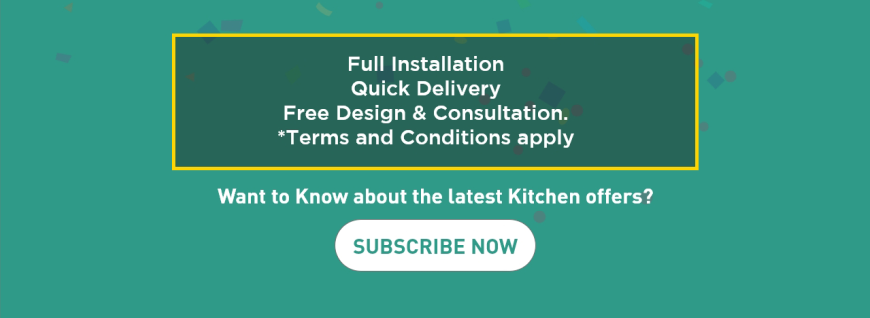 Full Installation
Quick Delivery
Free Design & Consultation.
*Terms and Conditions apply
Want to Know about the latest Kitchen offers?
SUBSCRIBE NOW